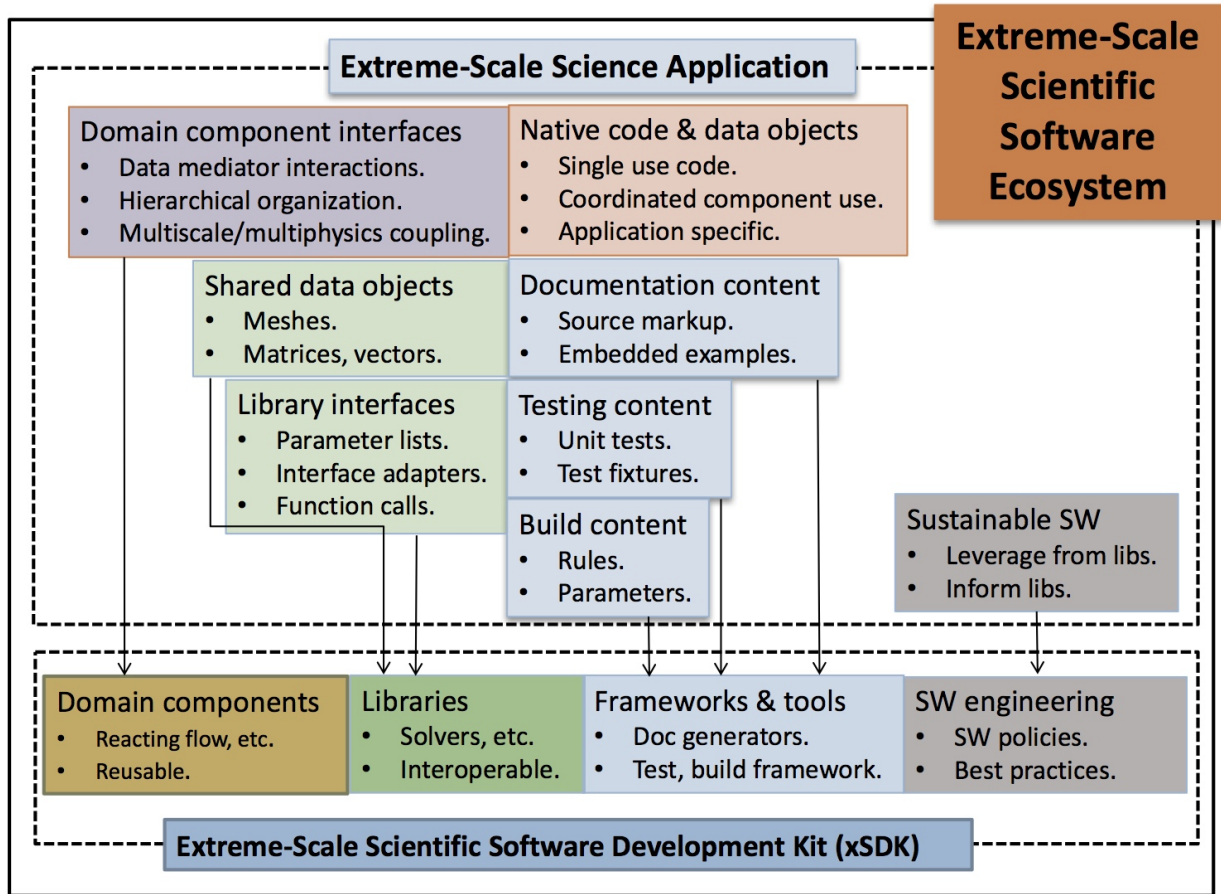 Extreme-Scale
Scientific
Software
Ecosystem
Extreme-Scale Science Application
Domain component interfaces
• Data mediator interactions.
• Hierarchical organization.
• Multiscale/multiphysics coupling.
Native code & data objects
• Single use code.
• Coordinated component use.
• Application specific.
Shared data objects
• Meshes.
• Matrices, vectors.
Documentation content
• Source markup.
• Embedded examples.
Library interfaces
• Parameter lists.
• Interface adapters.
• Function calls.
Testing content
• Unit tests.
• Test fixtures.
Build content
• Rules.
• Parameters.
Sustainable SW
• Leverage from libs.
• Inform libs.
Domain components
• Reacting flow, etc.
• Reusable.
Libraries
• Solvers, etc.
• Interoperable.
Frameworks & tools
• Doc generators.
• Test, build framework.
SW engineering
• SW policies.
• Best practices.
Extreme-Scale Scientific Software Development Kit (xSDK)